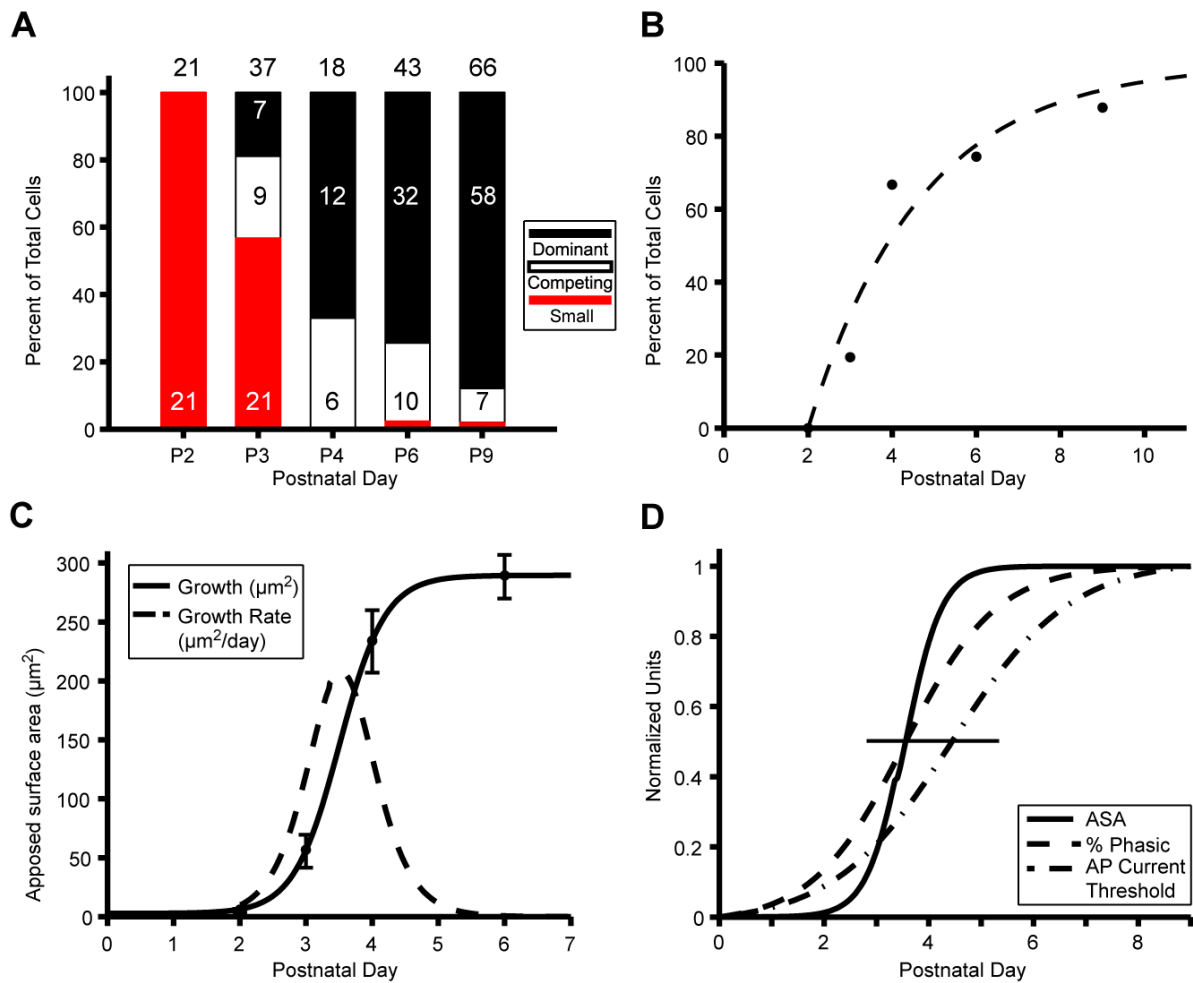 A
21 37 18 43 66
100
80
60
40
20
0
Percent of Total Cells
7
9
21
21
12
6
32
10
58
7
P2 P3 P4 P6 P9
Postnatal Day
Dominant
Competing
Small
B
100
80
60
40
20
0
Percent of Total Cells
0 2 4 6 8 10
Postnatal Day
C
300
250
200
150
100
50
0
Apposed surface area (µm²)
Growth (µm²)
Growth Rate
(µm²/day)
0 1 2 3 4 5 6 7
Postnatal Day
D
1
0.8
0.6
0.4
0.2
0
Normalized Units
ASA
% Phasic
AP Current
Threshold
0 2 4 6 8
Postnatal Day